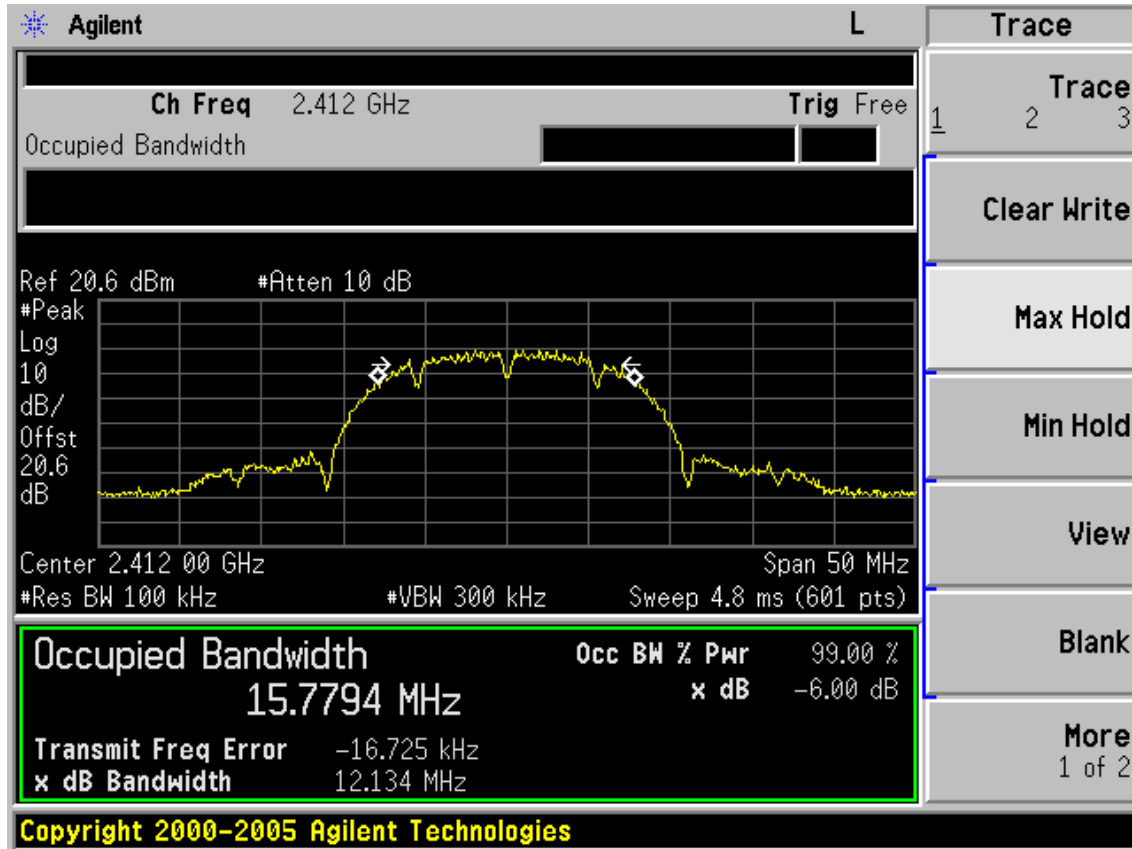 Agilent L Trace
Ch Freq 2.412 GHz Trig Free
Occupied Bandwidth
Trace
1 2 3
Clear Write
Max Hold
Min Hold
View
Blank
More
1 of 2
Ref 20.6 dBm #Atten 10 dB
#Peak
Log
10
dB/
Offst
20.6
dB
Center 2.412 00 GHz Span 50 MHz
#Res BW 100 kHz #VBW 300 kHz Sweep 4.8 ms (601 pts)
Occupied Bandwidth Occ BW % Pwr 99.00 %
15.7794 MHz x dB -6.00 dB
Transmit Freq Error -16.725 kHz
x dB Bandwidth 12.134 MHz
Copyright 2000-2005 Agilent Technologies